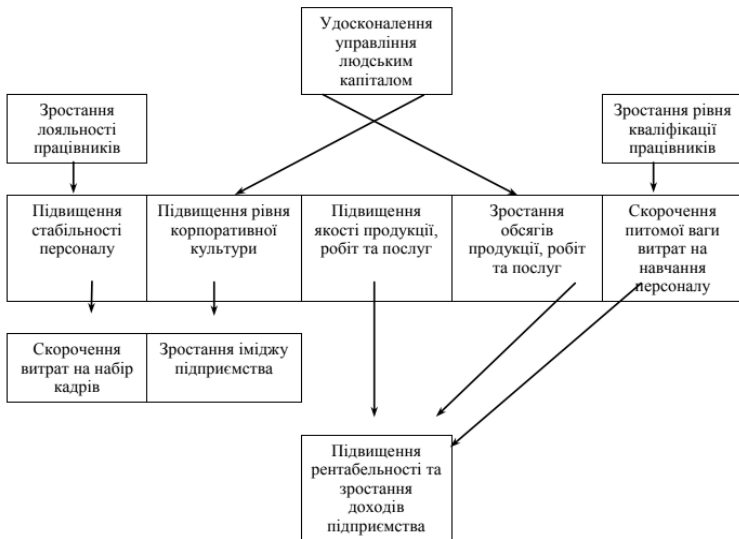 Удосконалення
управління
людським
капіталом
Зростання
лояльності
працівників
Зростання рівня
кваліфікації
працівників
Підвищення
стабільності
персоналу
Підвищення рівня
корпоративної
культури
Підвищення
якості продукції,
робіт та послуг
Зростання
обсягів
продукції, робіт
та послуг
Скорочення
питомої ваги
витрат на
навчання
персоналу
Скорочення
витрат на набір
кадрів
Зростання іміджу
підприємства
Підвищення
рентабельності та
зростання
доходів
підприємства